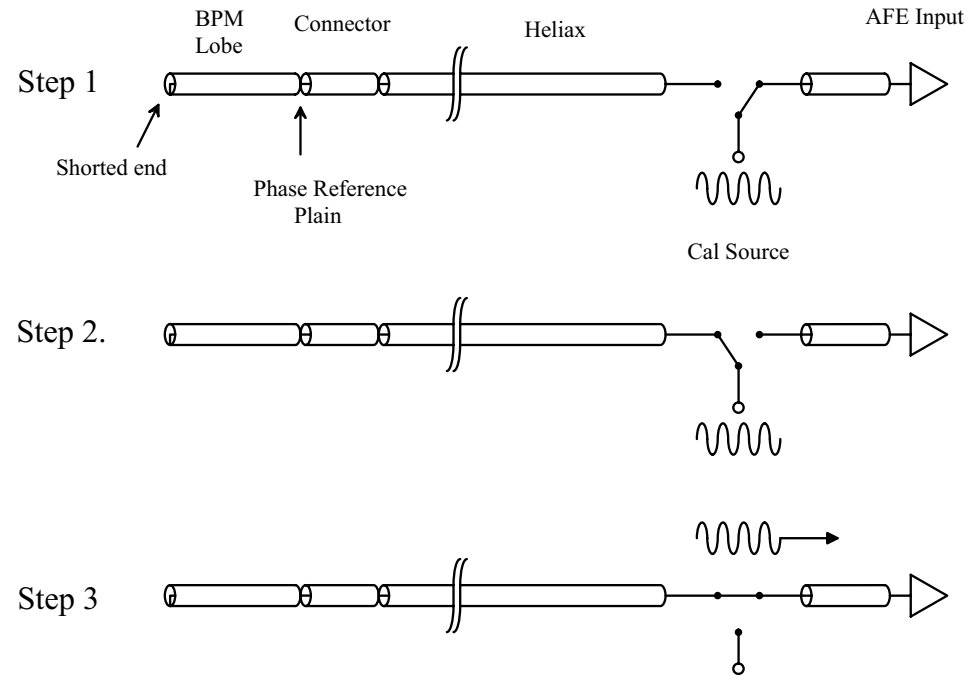 BPM
Lobe
Connector
Heliax
AFE Input
Step 1
Shorted end
Phase Reference
Plain
Cal Source
Step 2.
Step 3